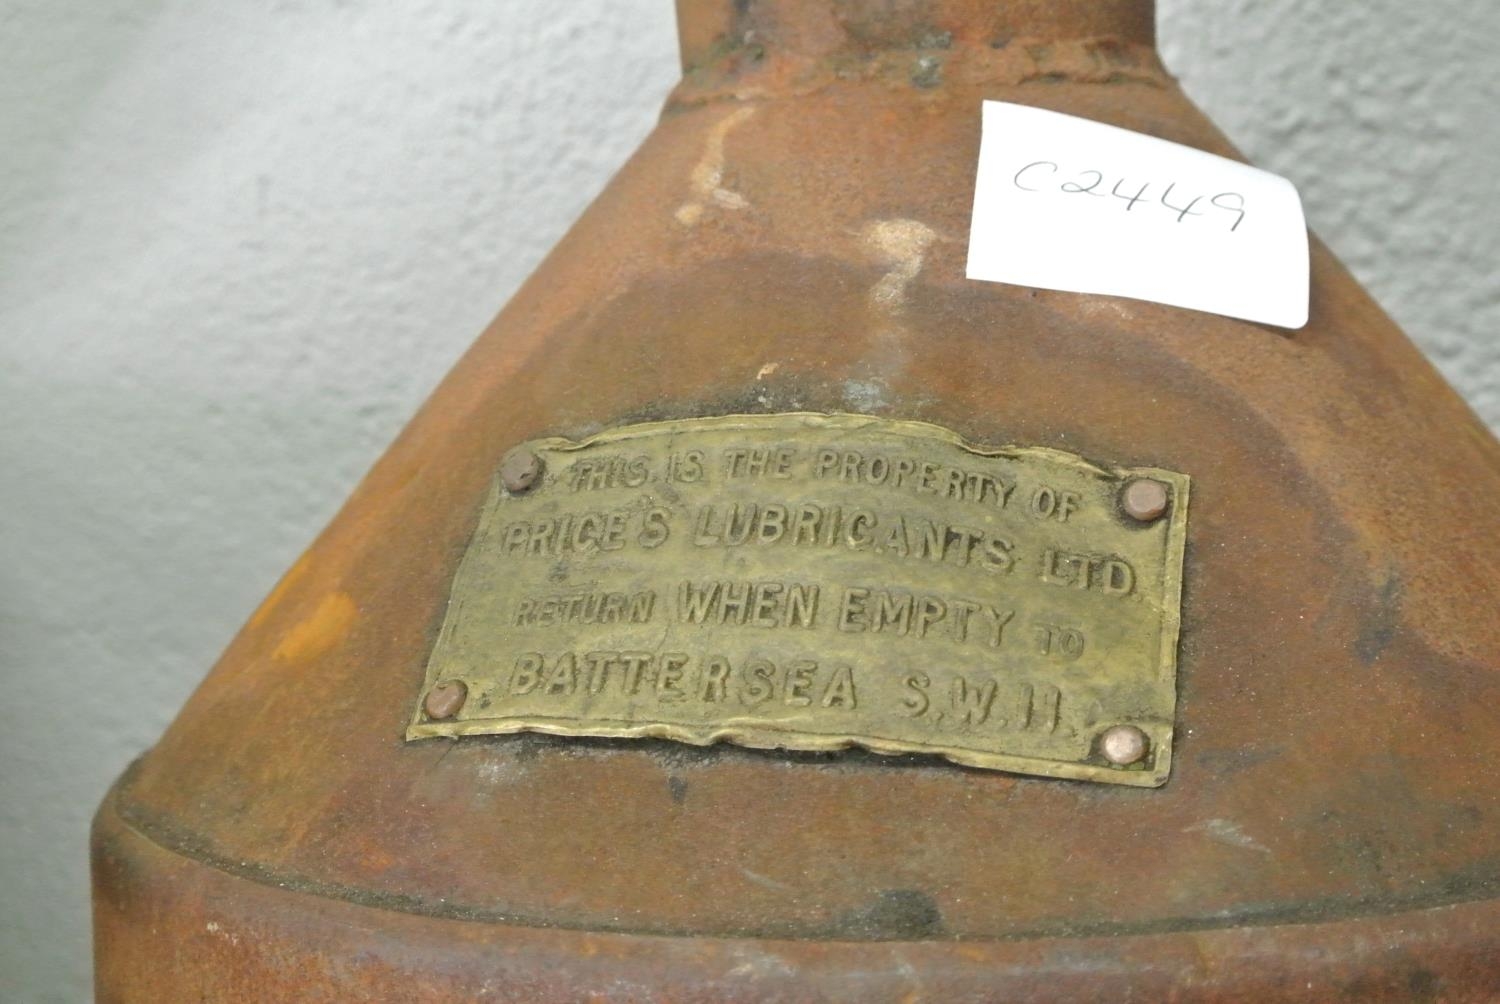 C2449
THIS IS THE PROPERTY OF
PRICE'S LUBRICANTS LTD
RETURN WHEN EMPTY TO
BATTERSEA S.W.11.